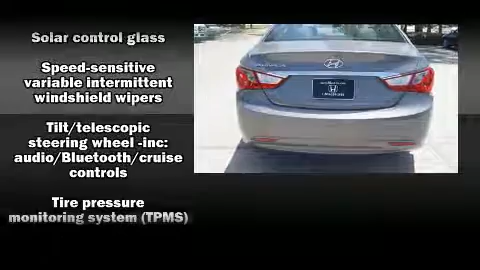 Solar control glass
Speed-sensitive
variable intermittent
windshield wipers
Tilt/telescopic
steering wheel -inc:
audio/Bluetooth/cruise
controls
Tire pressure
monitoring system (TPMS)